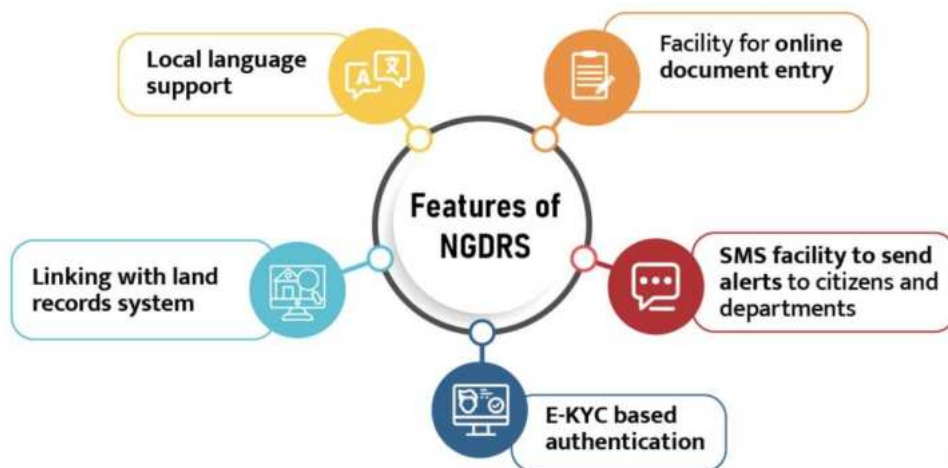 Local language
support
A 文
Facility for online
document entry
Features of
NGDRS
Linking with land
records system
SMS facility to send
alerts to citizens and
departments
E-KYC based
authentication